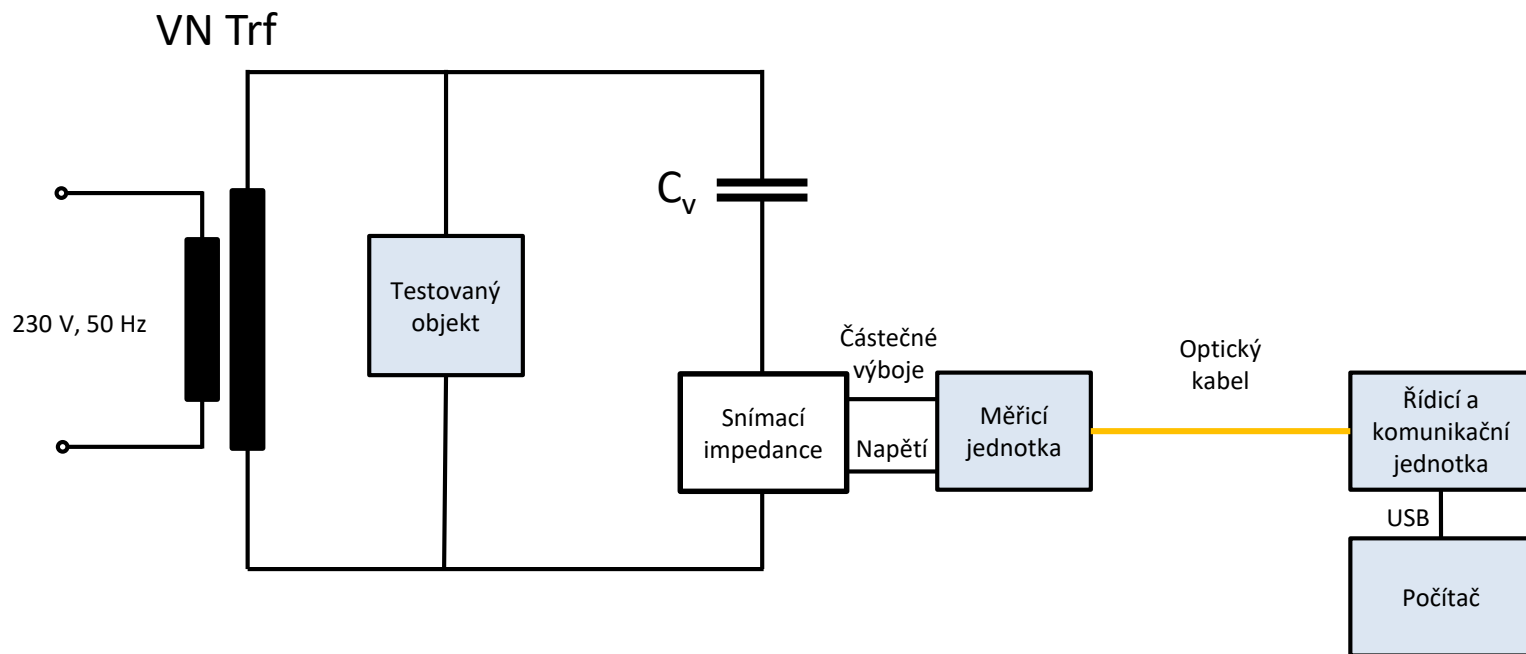 VN Trf
C_v
230 V, 50 Hz
Testovaný
objekt
Snímací
impedance
Částečné
výboje
Napětí
Měřicí
jednotka
Optický
kabel
Řídicí a
komunikační
jednotka
USB
Počítač